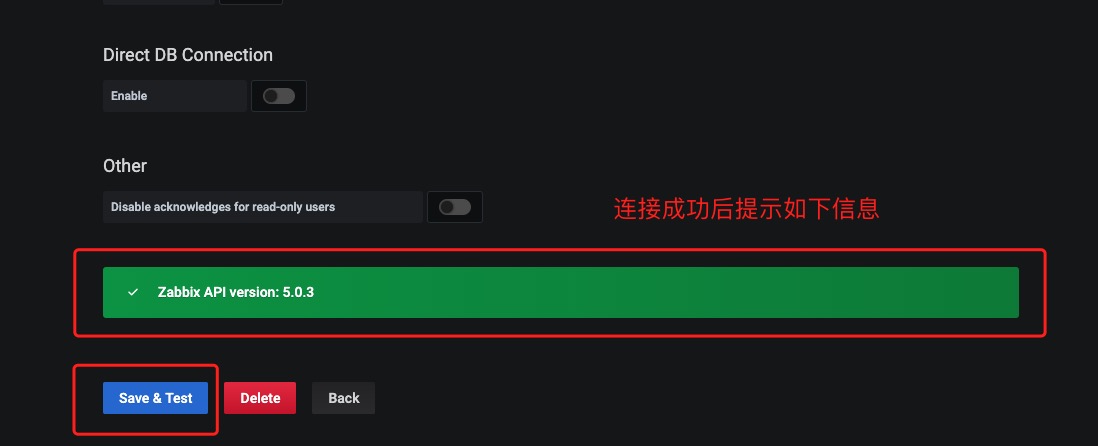 Direct DB Connection
Enable
Other
Disable acknowledges for read-only users
连接成功后提示如下信息
Zabbix API version: 5.0.3
Save & Test
Delete
Back